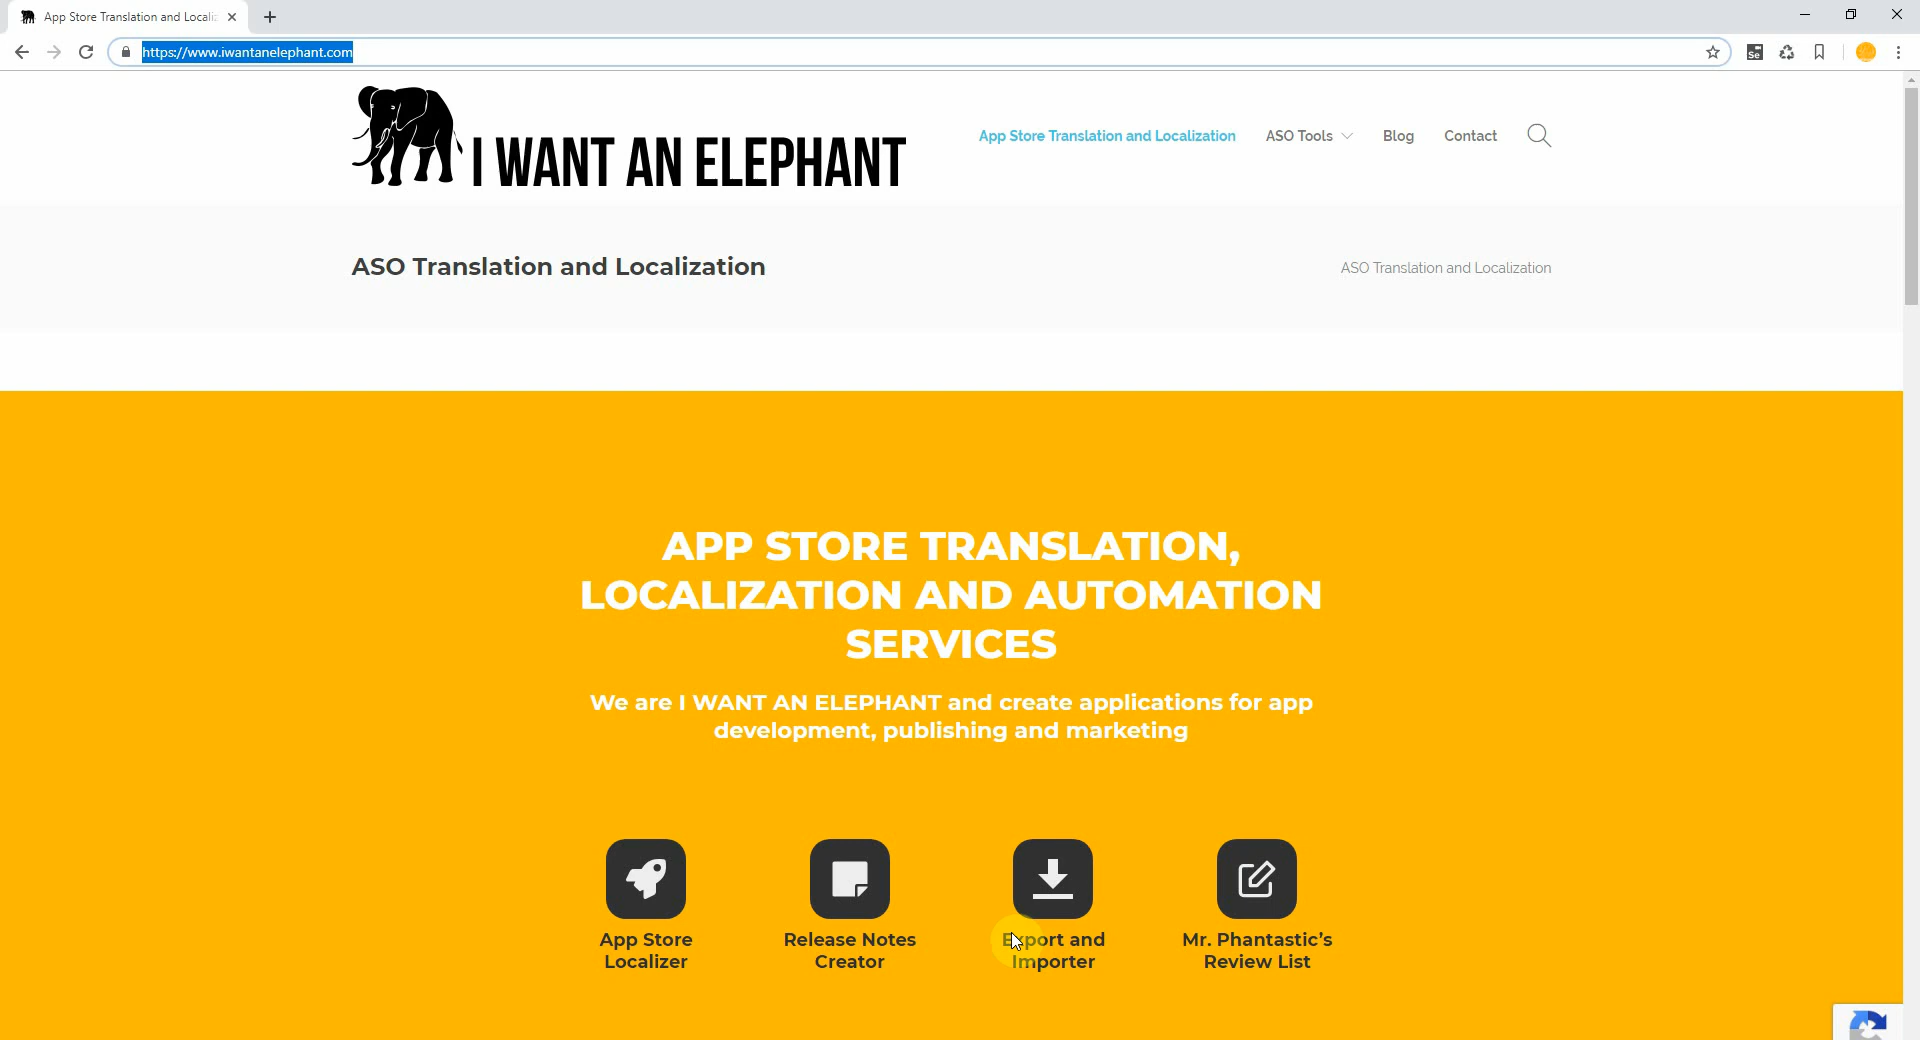 App Store Translation and Localiz
https://www.iwantanelephant.com
Se
I WANT AN ELEPHANT
App Store Translation and Localization
ASO Tools
Blog
Contact
ASO Translation and Localization
ASO Translation and Localization
APP STORE TRANSLATION,
LOCALIZATION AND AUTOMATION
SERVICES
We are I WANT AN ELEPHANT and create applications for app
development, publishing and marketing
App Store
Localizer
Release Notes
Creator
Export and
Importer
Mr. Phantastic’s
Review List